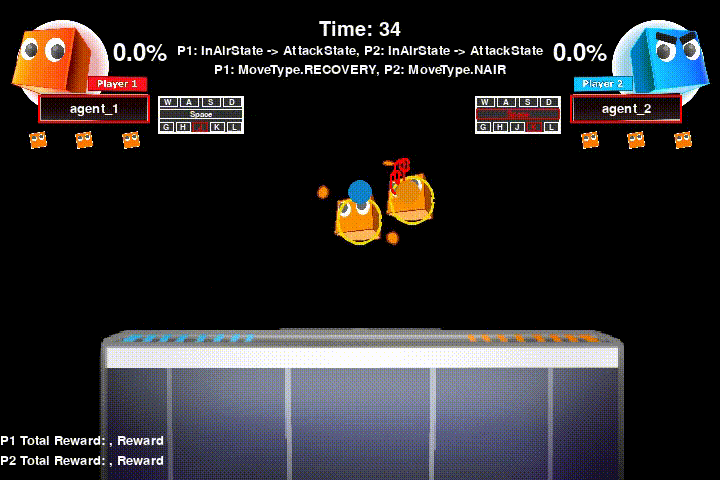 Time: 34
0.0%
P1: InAirState -> AttackState, P2: InAirState -> AttackState
0.0%
P1: MoveType.RECOVERY, P2: MoveType.NAIR
Player 1
Player 2
agent_1
agent_2
W A S D
Space
G H J K L
W A S D
Space
G H J K L
P1 Total Reward: , Reward
P2 Total Reward: , Reward